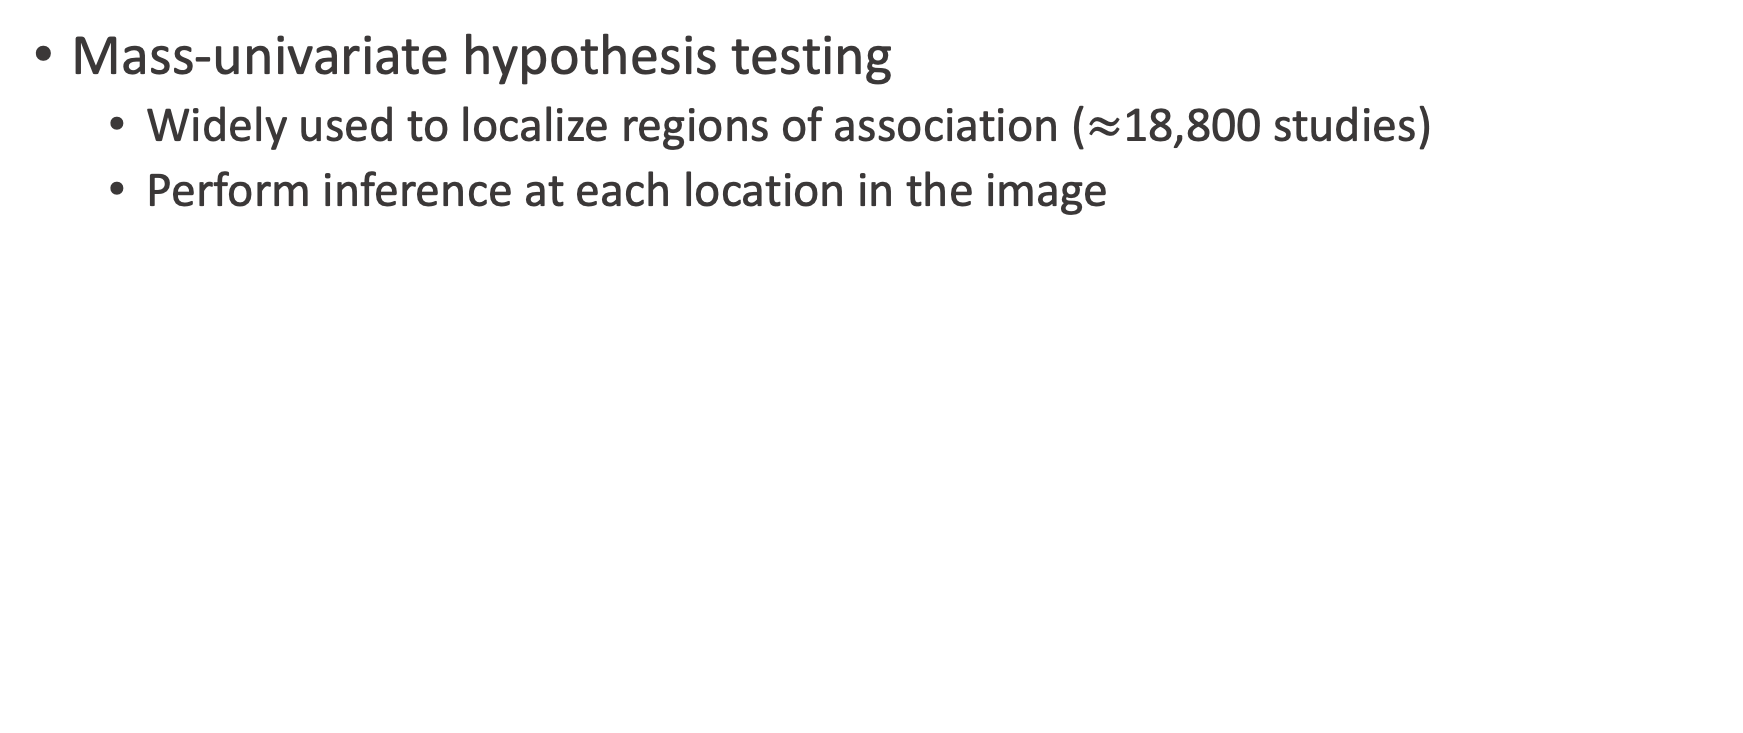 • Mass-univariate hypothesis testing
• Widely used to localize regions of association (≈18,800 studies)
• Perform inference at each location in the image